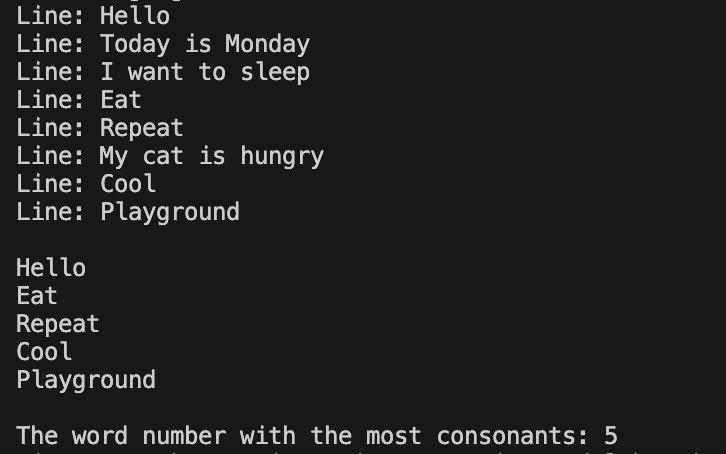 Line: Hello
Line: Today is Monday
Line: I want to sleep
Line: Eat
Line: Repeat
Line: My cat is hungry
Line: Cool
Line: Playground
Hello
Eat
Repeat
Cool
Playground
The word number with the most consonants: 5